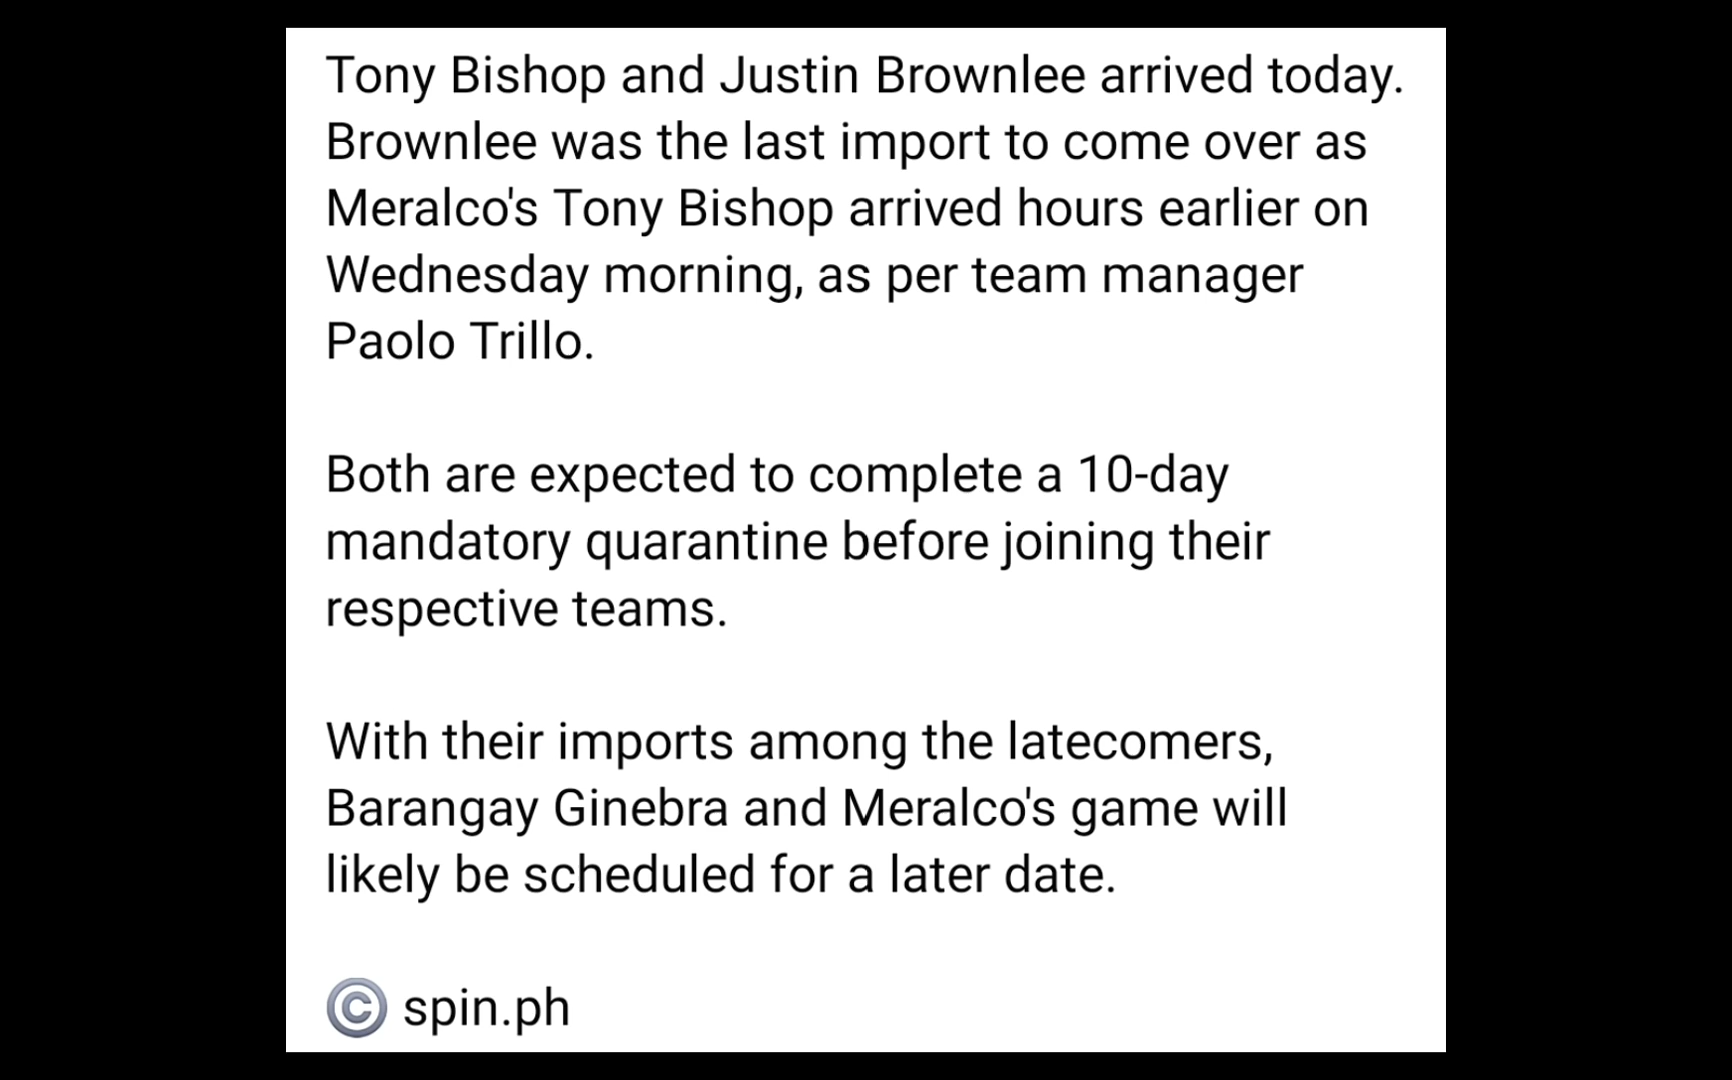 Tony Bishop and Justin Brownlee arrived today.
Brownlee was the last import to come over as
Meralco's Tony Bishop arrived hours earlier on
Wednesday morning, as per team manager
Paolo Trillo.
Both are expected to complete a 10-day
mandatory quarantine before joining their
respective teams.
With their imports among the latecomers,
Barangay Ginebra and Meralco's game will
likely be scheduled for a later date.
© spin.ph